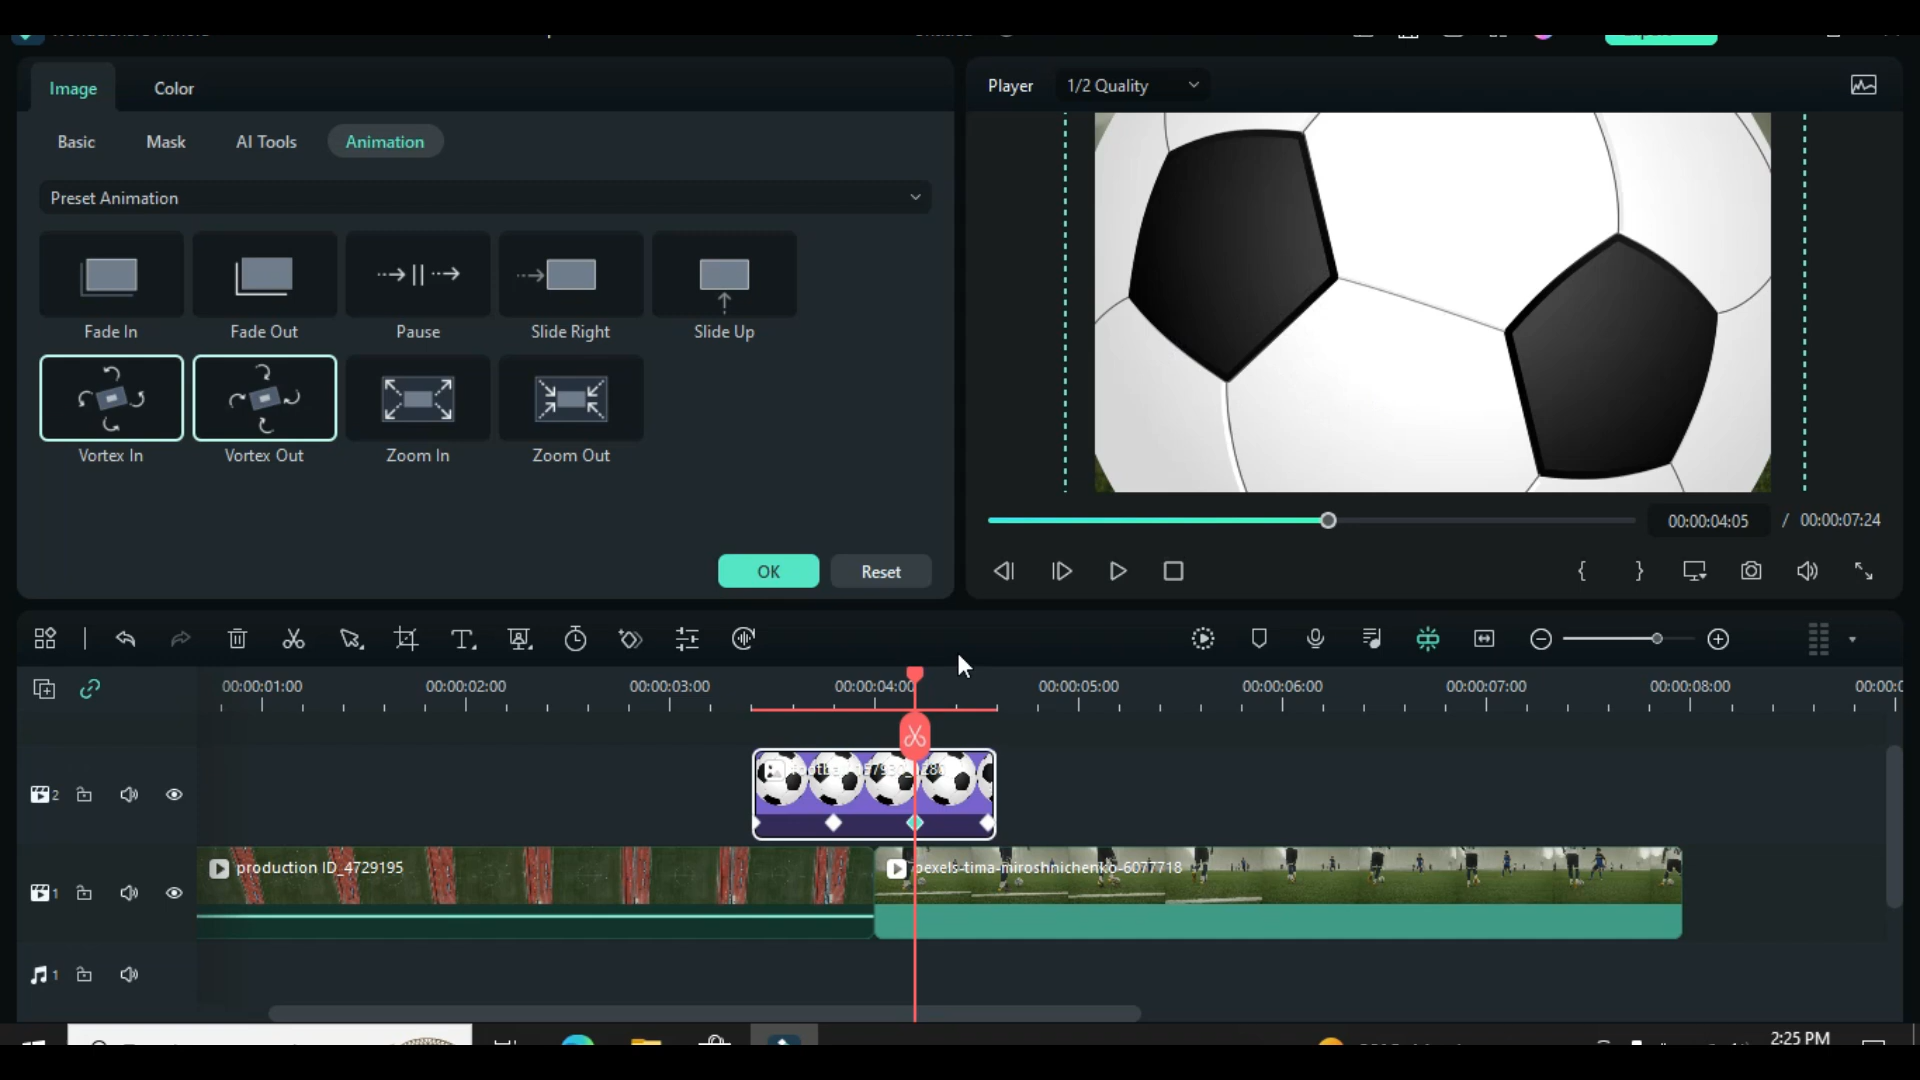 Image
Color
Player
1/2 Quality
Basic
Mask
AI Tools
Animation
Preset Animation
Fade In
Fade Out
Pause
Slide Right
Slide Up
Vortex In
Vortex Out
Zoom In
Zoom Out
00:00:04:05
/
00:00:07:24
OK
Reset
00:00:01:00
00:00:02:00
00:00:03:00
00:00:04:00
00:00:05:00
00:00:06:00
00:00:07:00
00:00:08:00
2
1
production ID_4729195
pexels-tima-miroshnichenko-6077718
1
2:25 PM